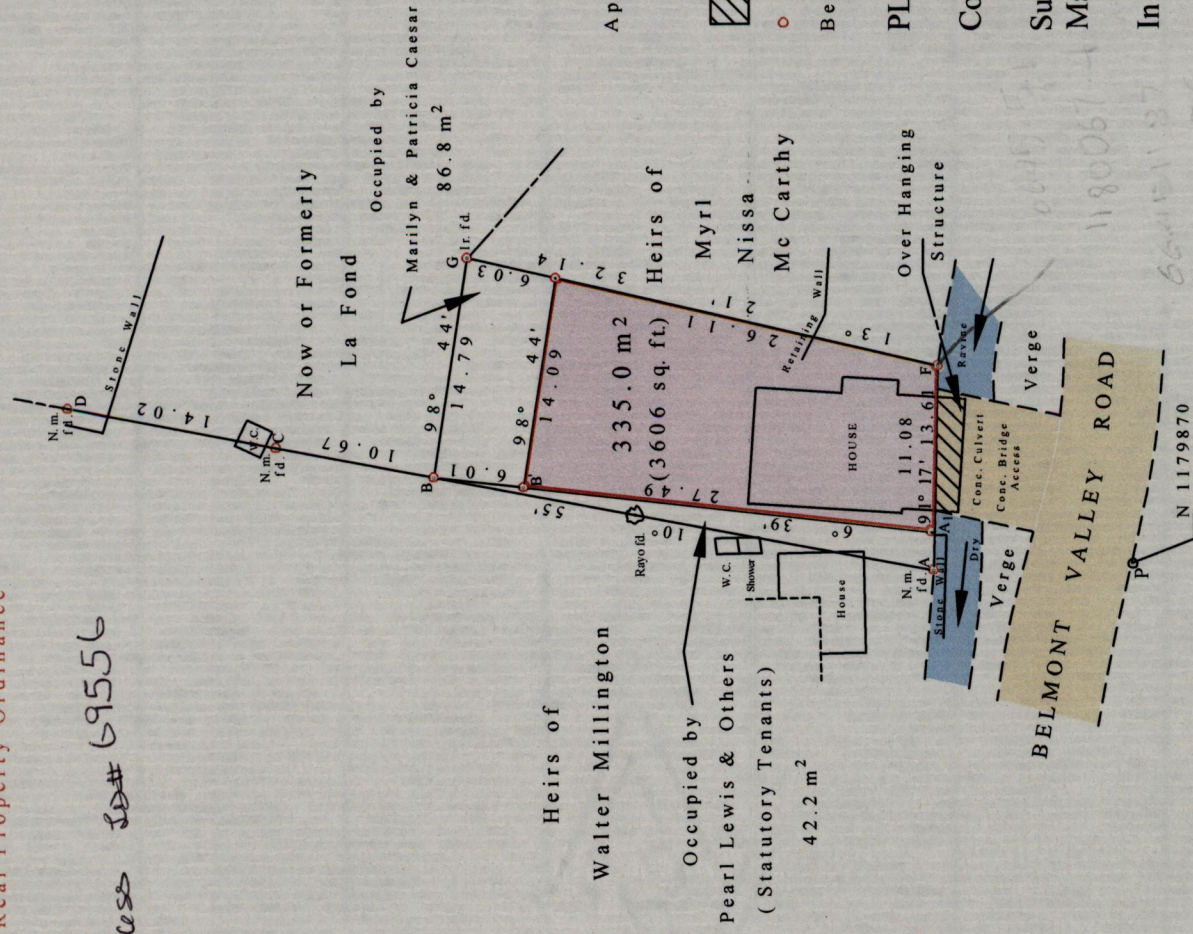 Real Property Ordinance
cess ID# 69556
N.m.
fd.
D
Stone Wall
14.02
W.C.
N.m.
fd.
C
10.67
Now or Formerly
La Fond
Occupied by
Marilyn & Patricia Caesar
86.8 m²
B
98° 44'
14.79
G
Ir. fd.
6.03
6.01
B'
98° 44'
14.09
32.14
335.0 m²
(3606 sq. ft.)
Heirs of
Myrl
Nissa
Mc Carthy
13° 21'
26.11
Retaining Wall
27.49
6° 39'
10° 55'
Rayo fd.
W.C.
Shower
House
HOUSE
Heirs of
Walter Millington
Occupied by
Pearl Lewis & Others
(Statutory Tenants)
42.2 m²
N.m.
fd.
A
A1
91° 17' 13.61
11.08
F
Over Hanging
Structure
Stone Wall
Dry
Ravine
Conc. Culvert
Conc. Bridge
Access
Verge
Verge
BELMONT VALLEY ROAD
P
N 1179870
Ap
Be
PL
Co
Su
Ms
In